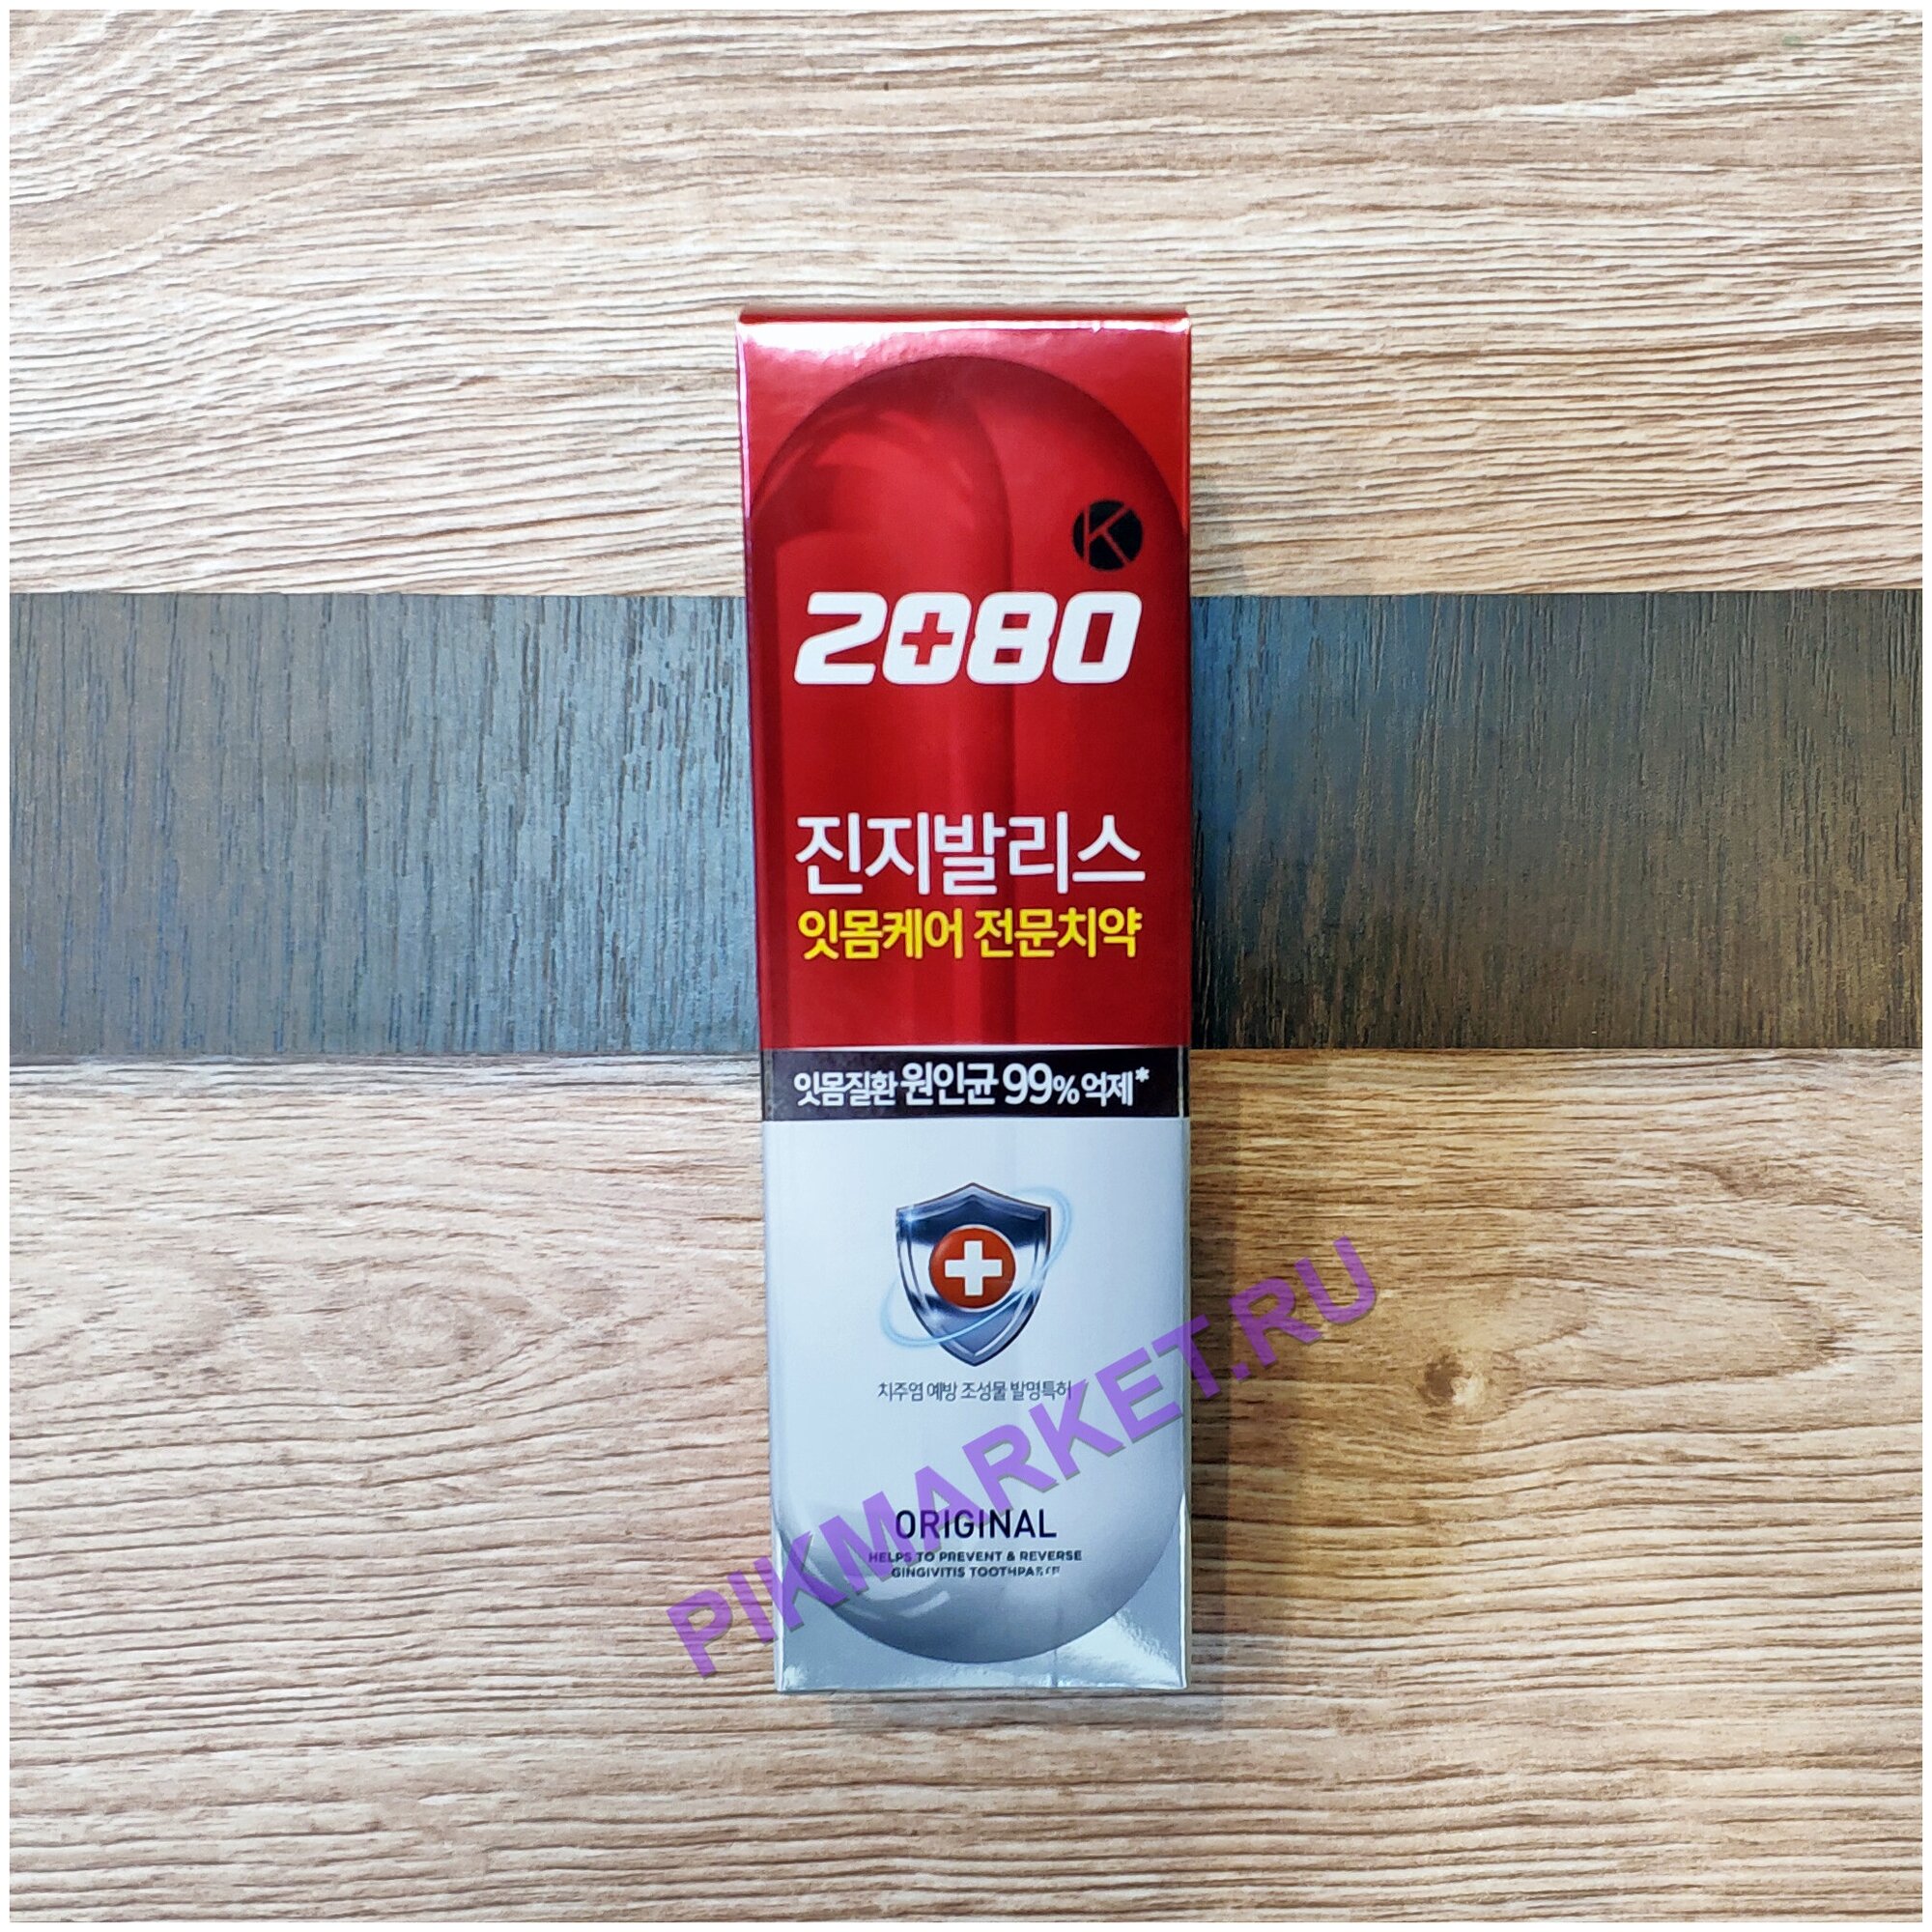 K
2080
진지발리스
잇몸케어 전문치약
잇몸질환 원인균 99% 억제*
치주염 예방 조성물 발명특허
ORIGINAL
HELPS TO PREVENT & REVERSE
GINGIVITIS TOOTHPASTE
PIKMARKET.RU